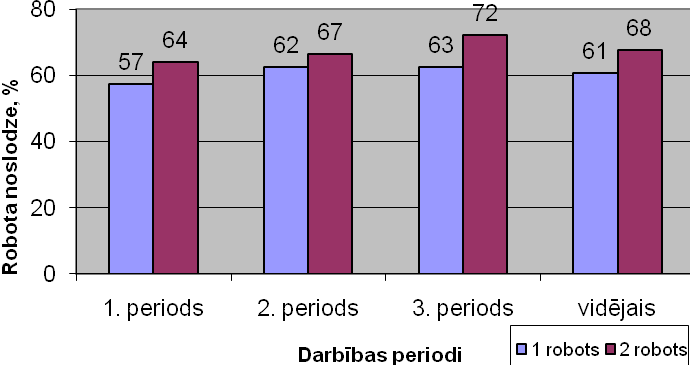 Robota noslodze, %
80
60
40
20
0
57
64
62
67
63
72
61
68
1. periods
2. periods
3. periods
vidējais
Darbības periodi
1 robots
2 robots